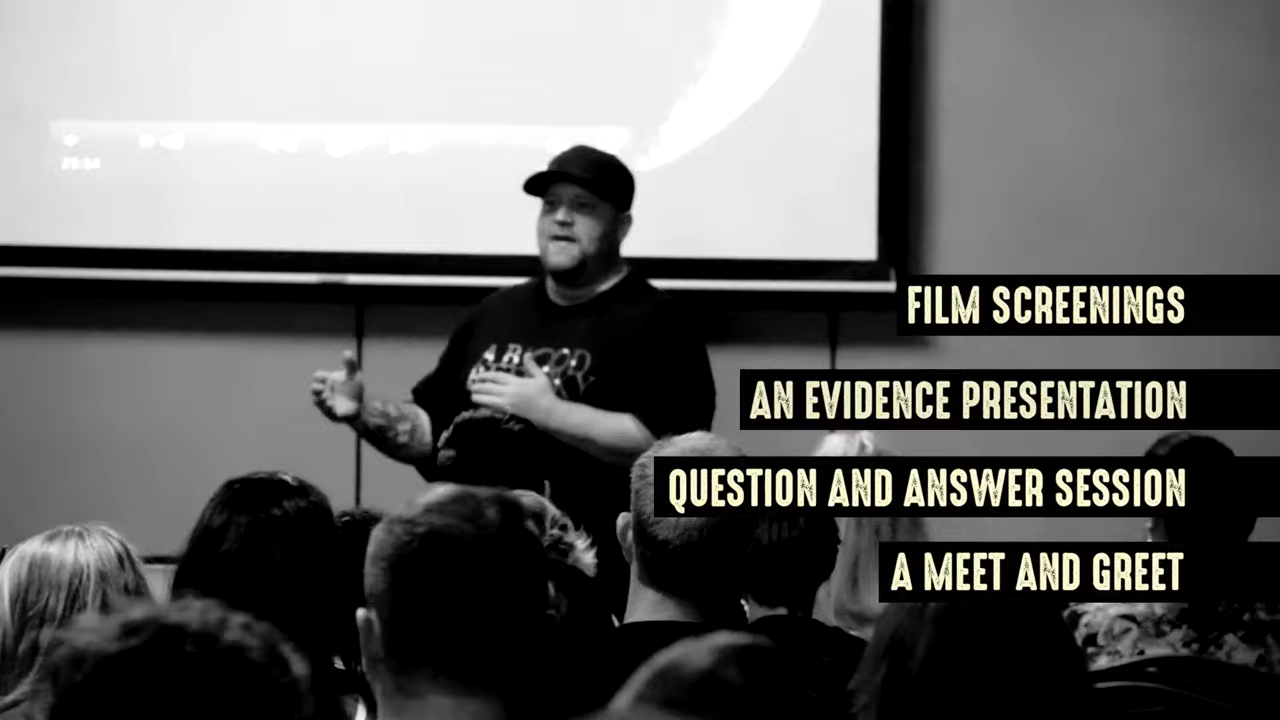 FILM SCREENINGS
AN EVIDENCE PRESENTATION
QUESTION AND ANSWER SESSION
A MEET AND GREET